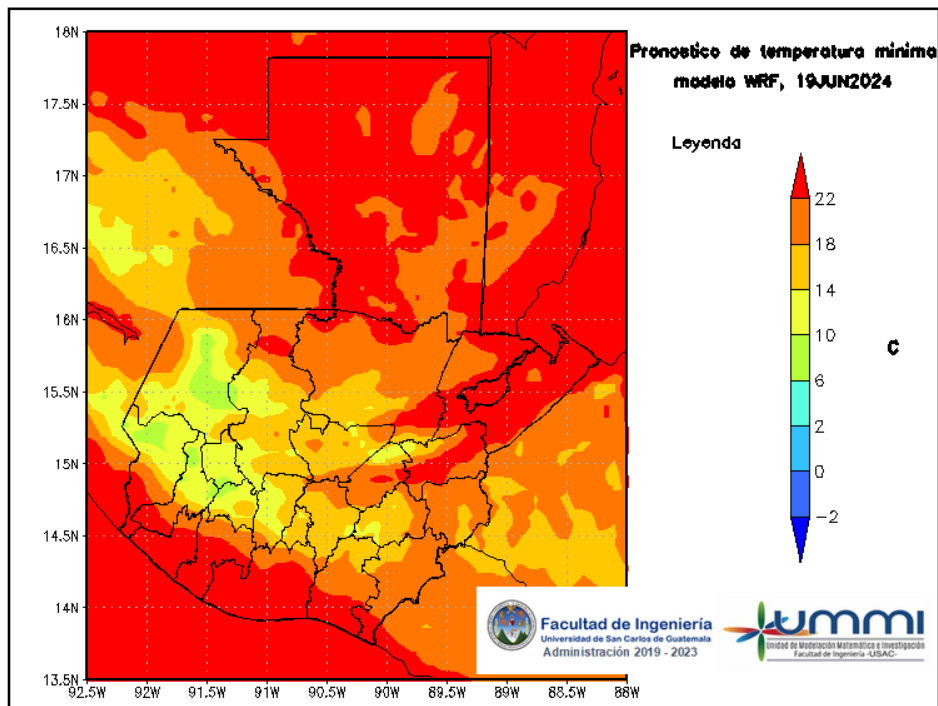 Pronostico de temperatura minima
modelo WRF, 19JUN2024
Leyenda
22
18
14
10
6
2
0
-2
C
18N
17.5N
17N
16.5N
16N
15.5N
15N
14.5N
14N
13.5N
92.5W
92W
91.5W
91W
90.5W
90W
89.5W
89W
88.5W
88W
Facultad de Ingeniería
Universidad de San Carlos de Guatemala
Administración 2019 - 2023
ummi
Unidad de Modelación Matemática e Investigación
Facultad de Ingeniería -USAC-